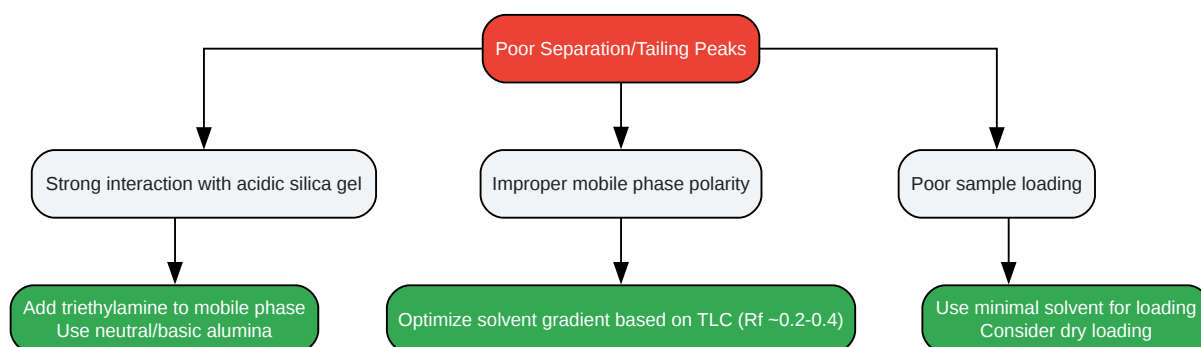 Poor Separation/Tailing Peaks
Strong interaction with acidic silica gel
Improper mobile phase polarity
Poor sample loading
Add triethylamine to mobile phase
Use neutral/basic alumina
Optimize solvent gradient based on TLC (Rf ~0.2-0.4)
Use minimal solvent for loading
Consider dry loading